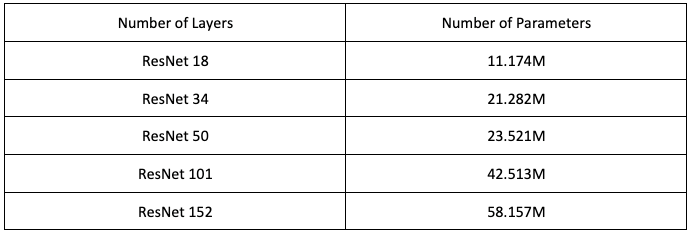 Number of Layers Number of Parameters
ResNet 18 11.174M
ResNet 34 21.282M
ResNet 50 23.521M
ResNet 101 42.513M
ResNet 152 58.157M